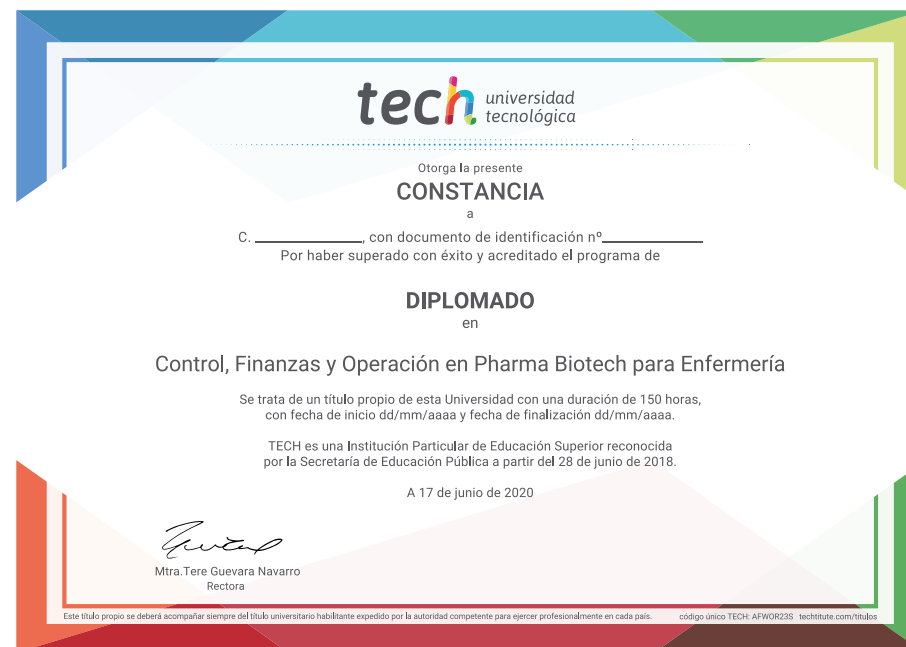 tech universidad
tecnológica
Otorga la presente
CONSTANCIA
a
C. ____________, con documento de identificación nº____________
Por haber superado con éxito y acreditado el programa de
DIPLOMADO
en
Control, Finanzas y Operación en Pharma Biotech para Enfermería
Se trata de un título propio de esta Universidad con una duración de 150 horas,
con fecha de inicio dd/mm/aaaa y fecha de finalización dd/mm/aaaa.
TECH es una Institución Particular de Educación Superior reconocida
por la Secretaría de Educación Pública a partir del 28 de junio de 2018.
A 17 de junio de 2020
Mtra.Tere Guevara Navarro
Rectora
Este título propio se deberá acompañar siempre del título universitario habilitante expedido por la autoridad competente para ejercer profesionalmente en cada país. código único TECH: AFWOR23S techtitute.com/titulos